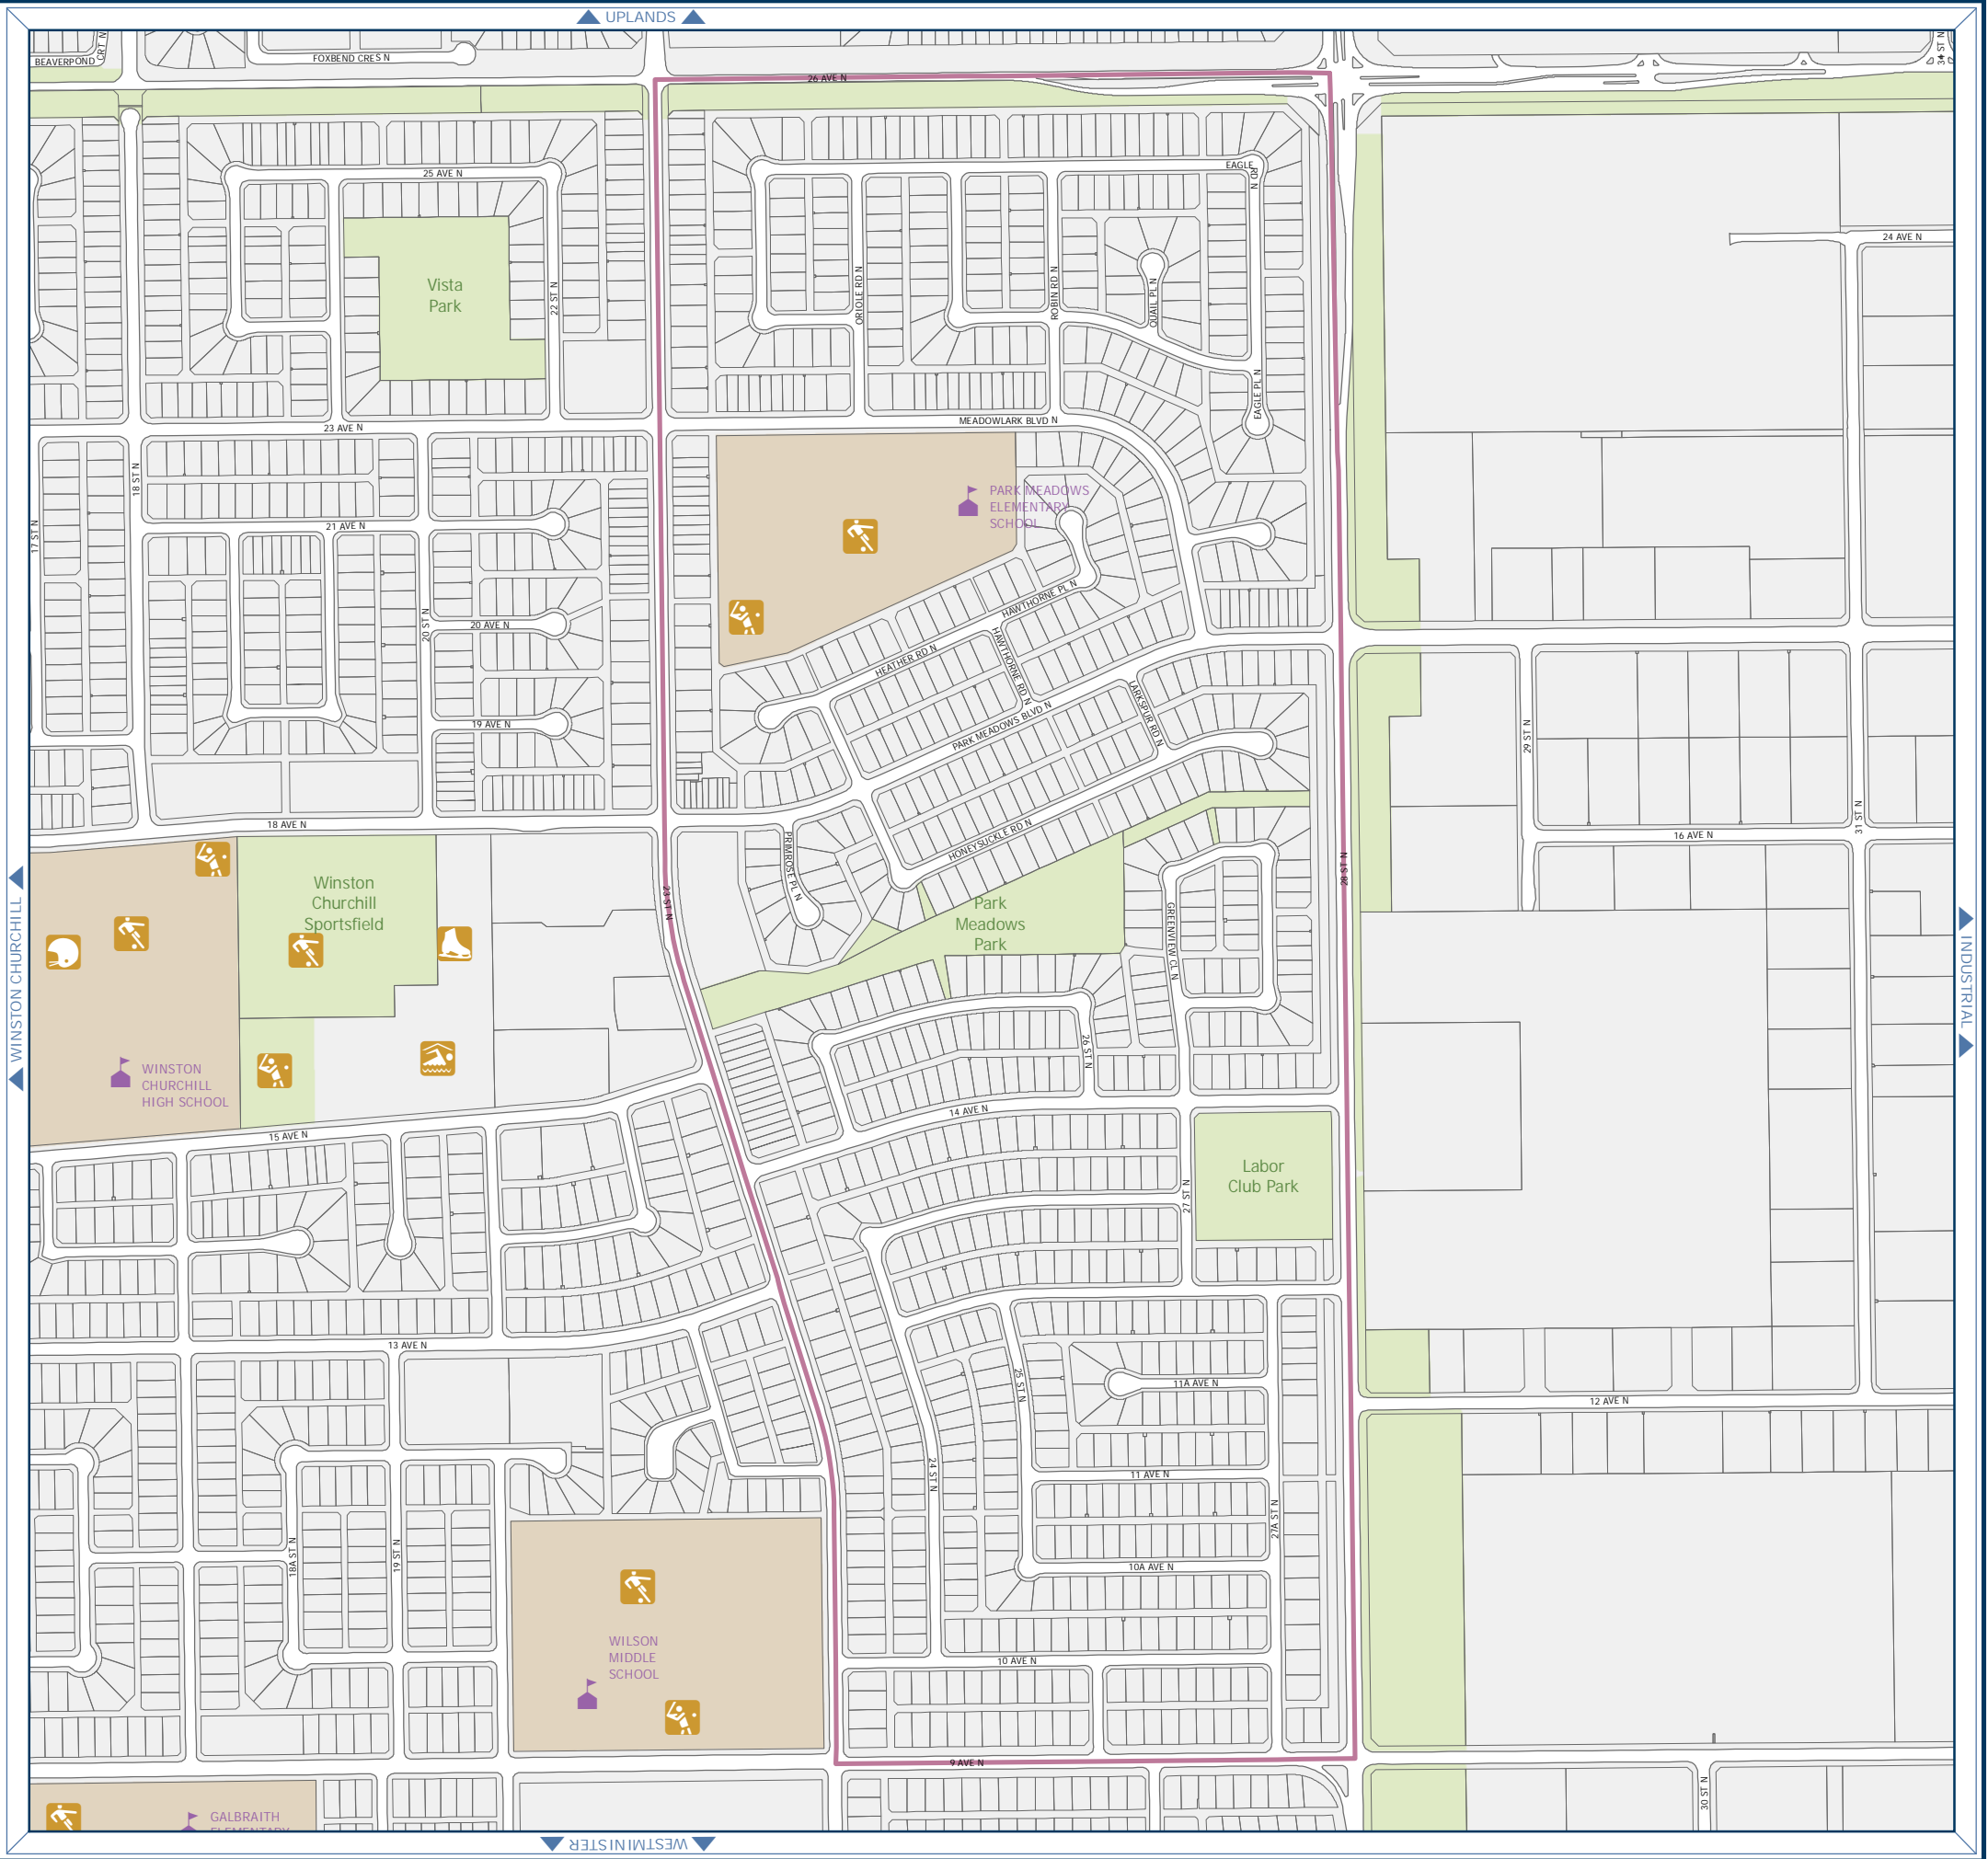 UPLANDS
BEAVERPOND
CRT N
FOXBEND CRES N
34 ST N
26 AVE N
25 AVE N
EAGLE
RD N
24 AVE N
Vista
Park
22 ST N
ORIOLE RD N
ROBIN RD N
QUAIL PL N
EAGLE PL N
23 AVE N
MEADOWLARK BLVD N
18 ST N
17 ST N
21 AVE N
PARK MEADOWS
ELEMENTARY
SCHOOL
20 ST N
20 AVE N
HAWTHORNE PL N
HEATHER RD N
HAWTHORNE RD N
LARKSPUR RD N
PARK MEADOWS BLVD N
19 AVE N
29 ST N
18 AVE N
31 ST N
16 AVE N
HONEYSUCKLE RD N
PRIMROSE PL N
28 ST N
23 ST N
Winston
Churchill
Sportsfield
Park
Meadows
Park
GREENVIEW CL N
WINSTON CHURCHILL
INDUSTRIAL
26 ST N
WINSTON
CHURCHILL
HIGH SCHOOL
14 AVE N
15 AVE N
Labor
Club Park
27 ST N
13 AVE N
25 ST N
11A AVE N
12 AVE N
24 ST N
11 AVE N
27A ST N
18A ST N
19 ST N
10A AVE N
WILSON
MIDDLE
SCHOOL
10 AVE N
9 AVE N
30 ST N
GALBRAITH
ELEMENTARY
WESTMINISTER